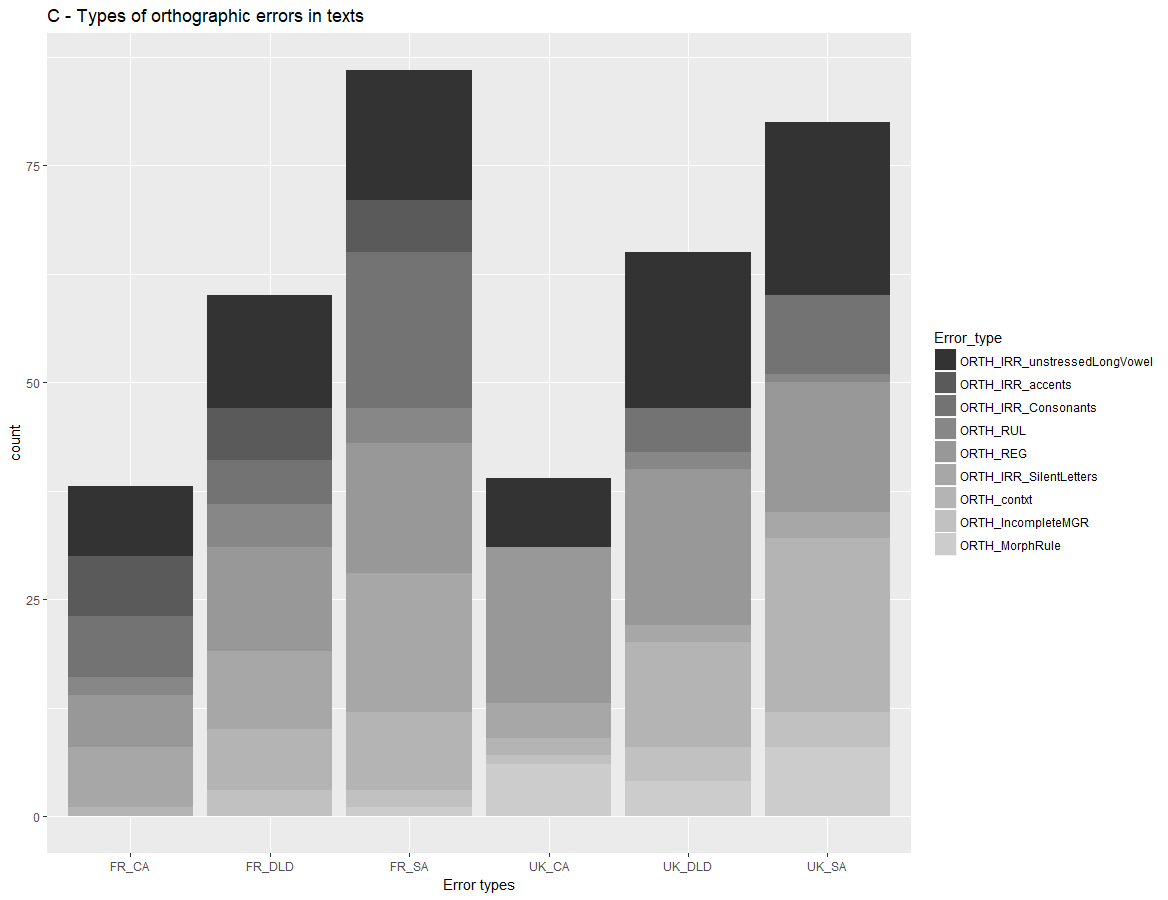 C - Types of orthographic errors in texts
count
75
50
25
0
FR_CA
FR_DLD
FR_SA
UK_CA
UK_DLD
UK_SA
Error types
Error_type
ORTH_IRR_unstressedLongVowel
ORTH_IRR_accents
ORTH_IRR_Consonants
ORTH_RUL
ORTH_REG
ORTH_IRR_SilentLetters
ORTH_contxt
ORTH_IncompleteMGR
ORTH_MorphRule